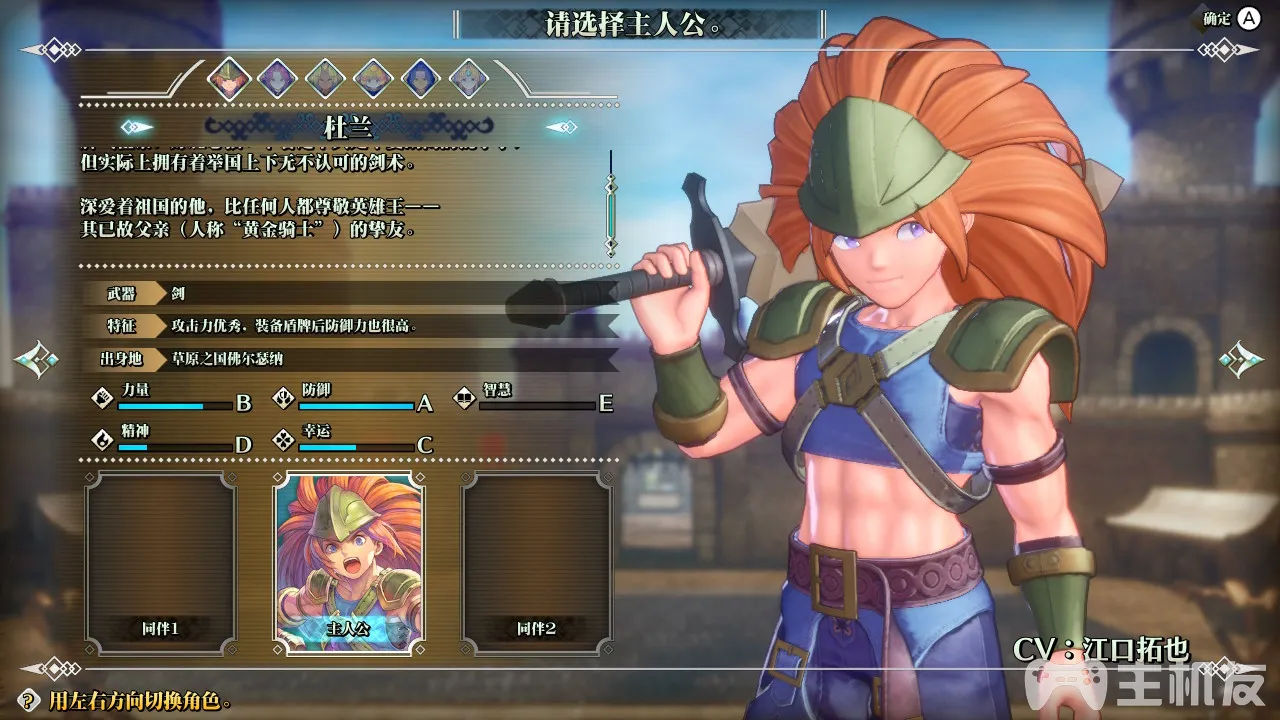 请选择主人公。
确定 A
杜兰
但实际上拥有着举国上下无不认可的剑术。
深爱着祖国的他，比任何人都尊敬英雄王——
其已故父亲（人称“黄金骑士”）的挚友。
武器 剑
特征 攻击力优秀，装备盾牌后防御力也很高。
出身地 草原之国佛尔瑟纳
力量 B 防御 A 智慧 E
精神 D 幸运 C
同伴1 主人公 同伴2
CV：江口拓也
主机友
? 用左右方向切换角色。